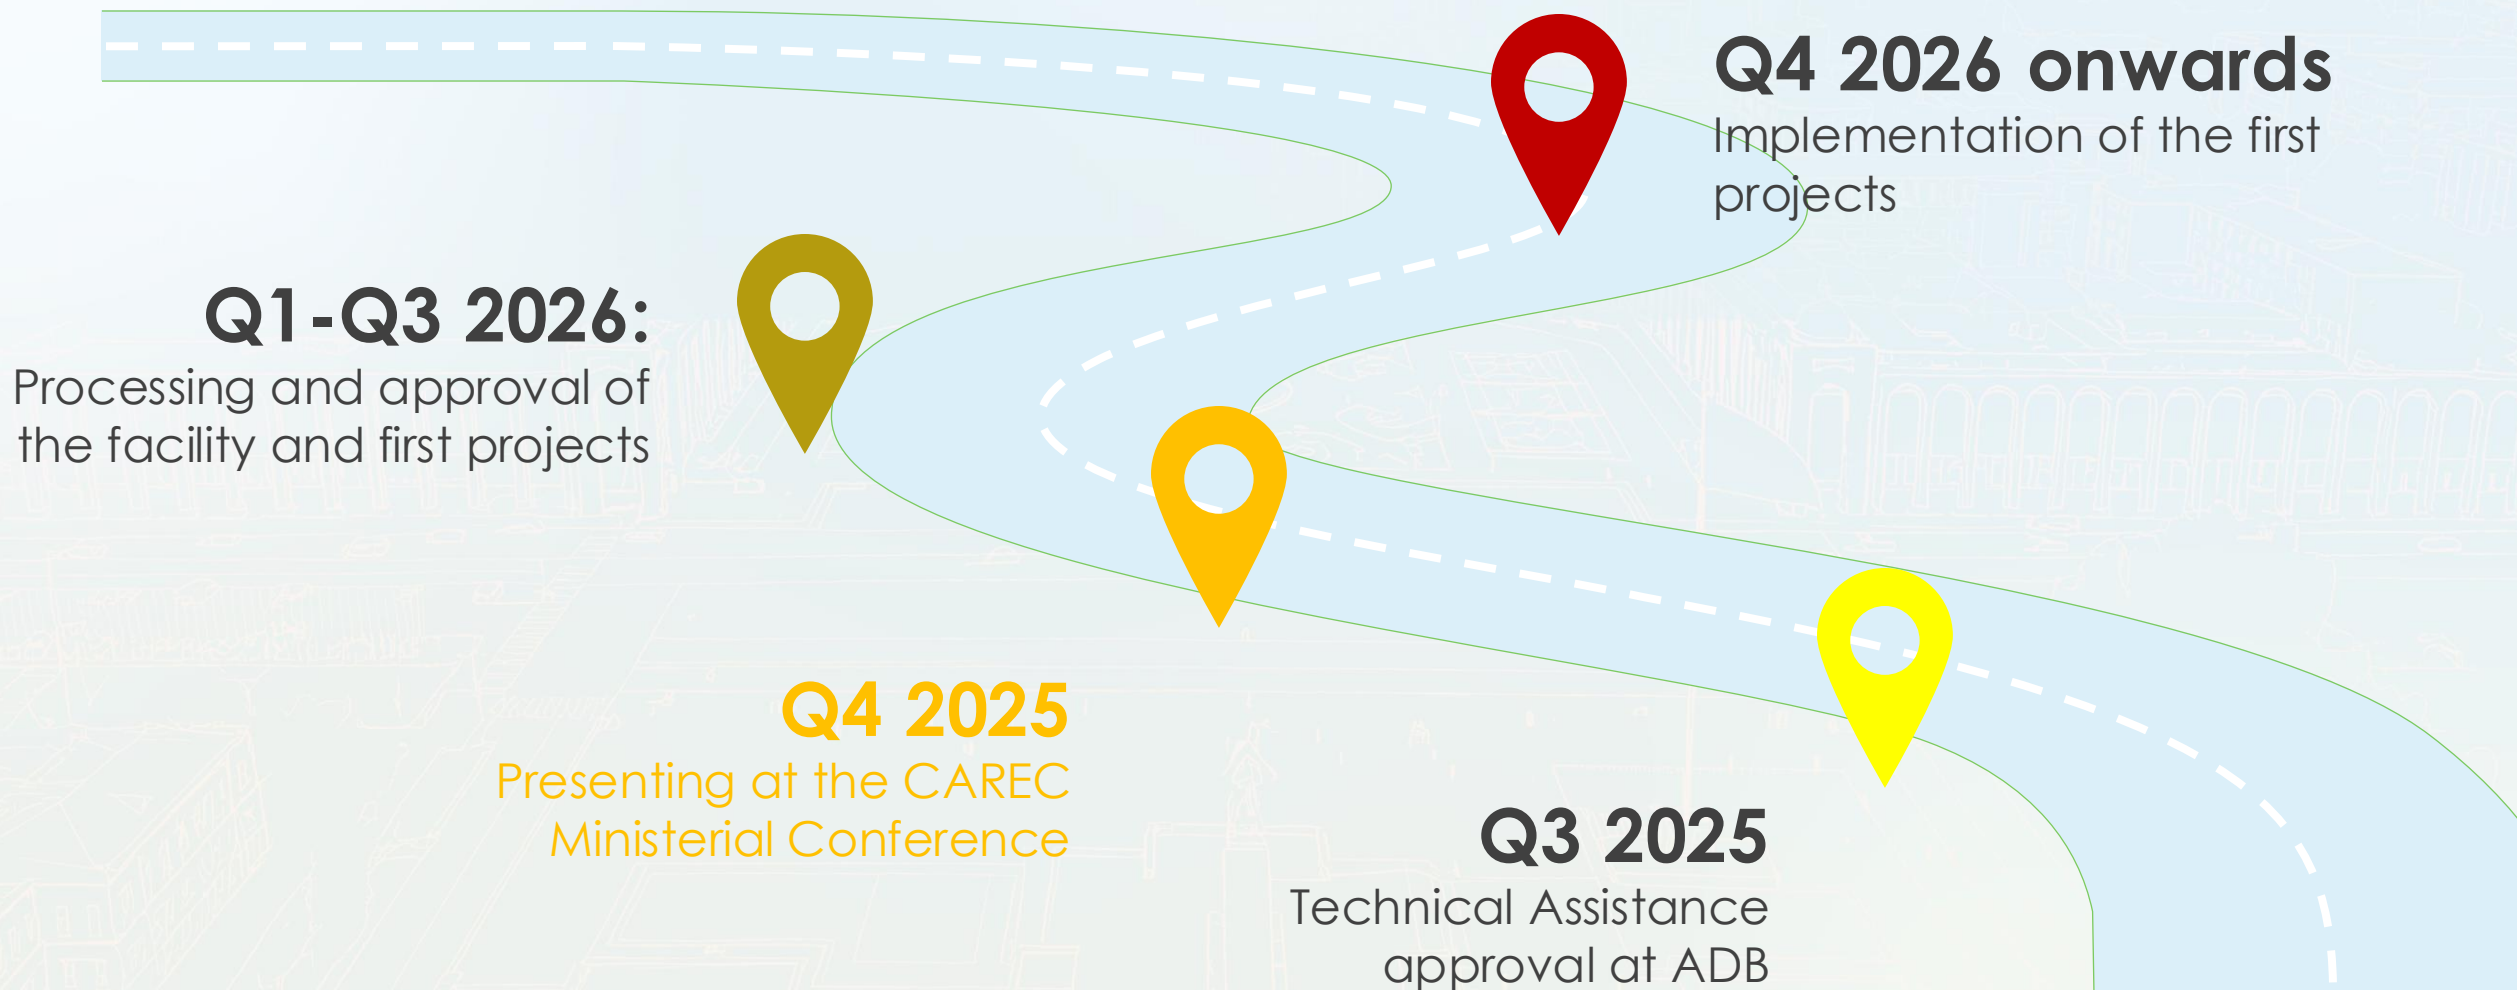 Q4 2026 onwards
Implementation of the first
projects
Q1-Q3 2026:
Processing and approval of
the facility and first projects
Q4 2025
Presenting at the CAREC
Ministerial Conference
Q3 2025
Technical Assistance
approval at ADB